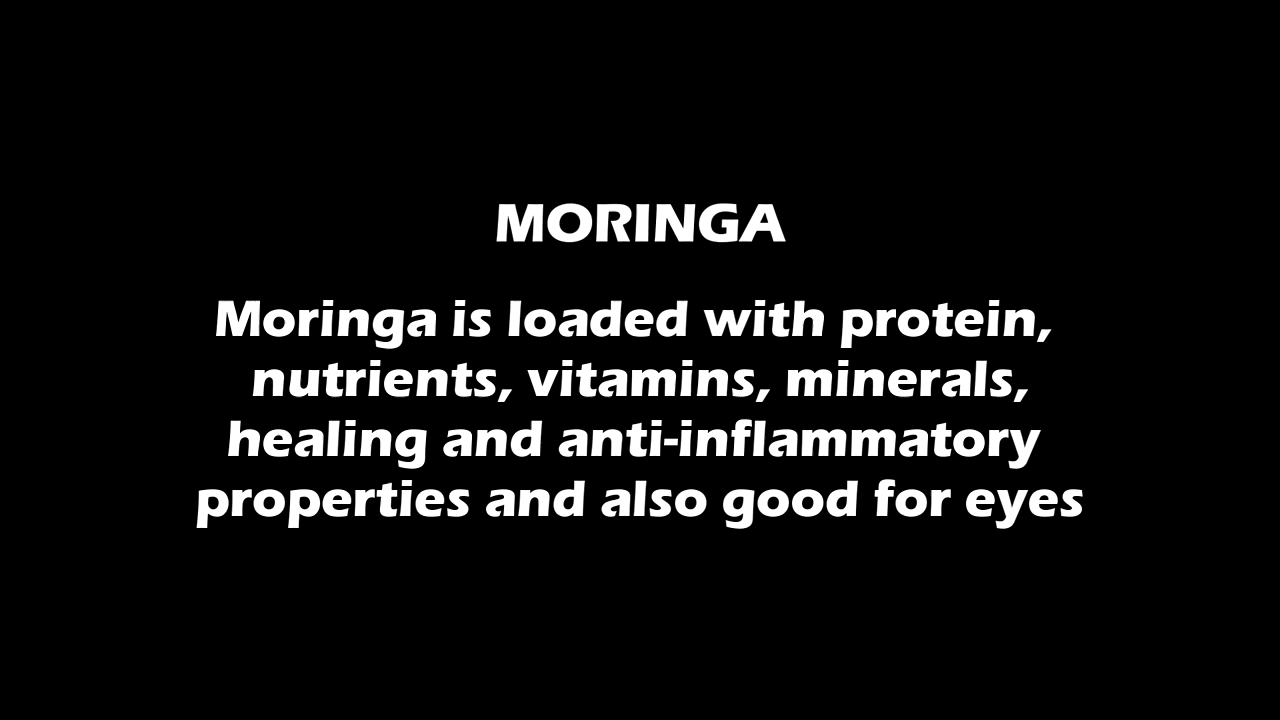 MORINGA
Moringa is loaded with protein,
nutrients, vitamins, minerals,
healing and anti-inflammatory
properties and also good for eyes